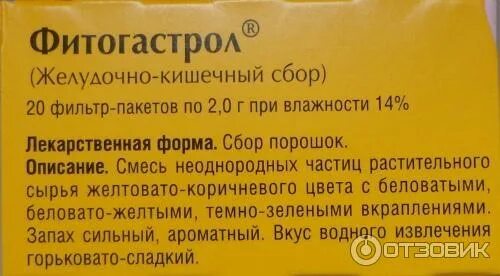 Фитогастрол®
(Желудочно-кишечный сбор)
20 фильтр-пакетов по 2,0 г при влажности 14%
Лекарственная форма. Сбор порошок.
Описание. Смесь неоднородных частиц растительного
сырья желтовато-коричневого цвета с беловатыми,
беловато-желтыми, темно-зелеными вкраплениями.
Запах сильный, ароматный. Вкус водного извлечения
горьковато-сладкий.
ОТЗОВИК